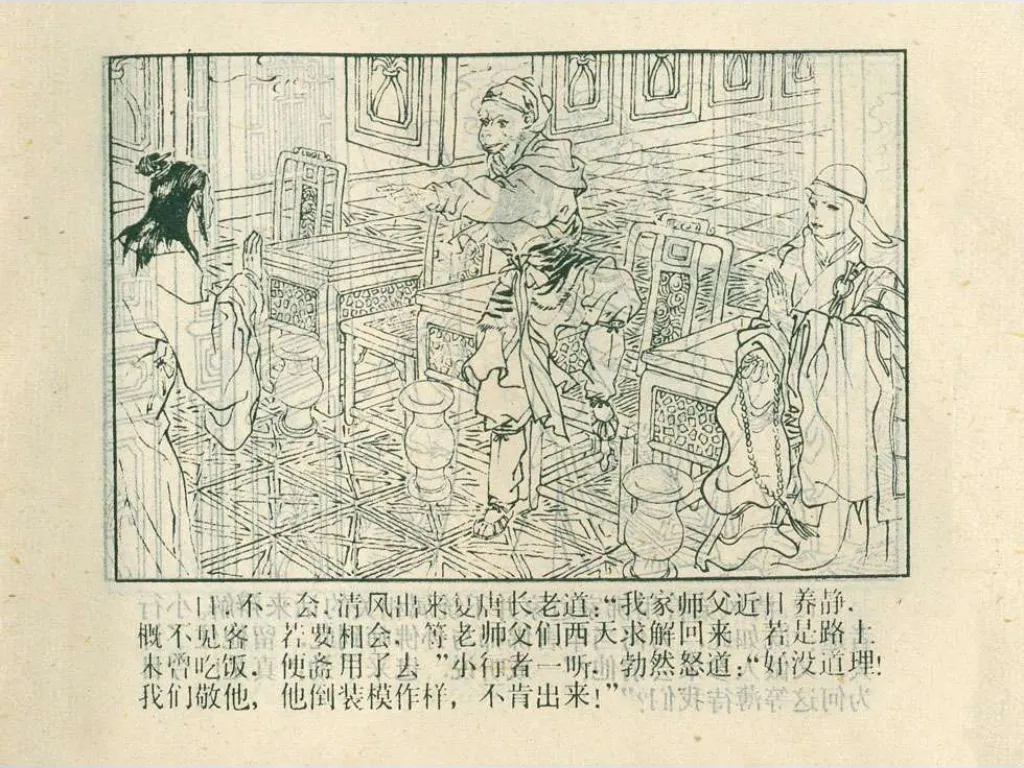 不一会,清风出来复唐长老道:“我家师父近日养静,
概不见客,若要相会,等老师父们西天求解回来,若是路上
未曾吃饭,便斋用了去。”小行者一听,勃然怒道:“好没道理!
我们敬他,他倒装模作样,不肯出来!”